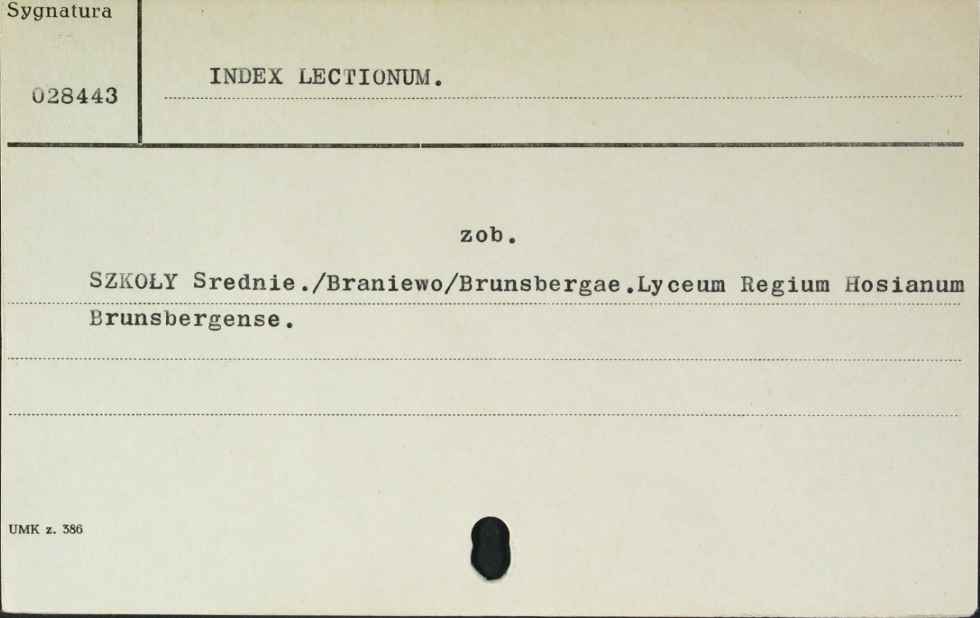 Sygnatura
028443
INDEX LECTIONUM.
zob.
SZKOŁY Srednie./Braniewo/Brunsbergae.Lyceum Regium Hosianum
Brunsbergense.
UMK z. 386